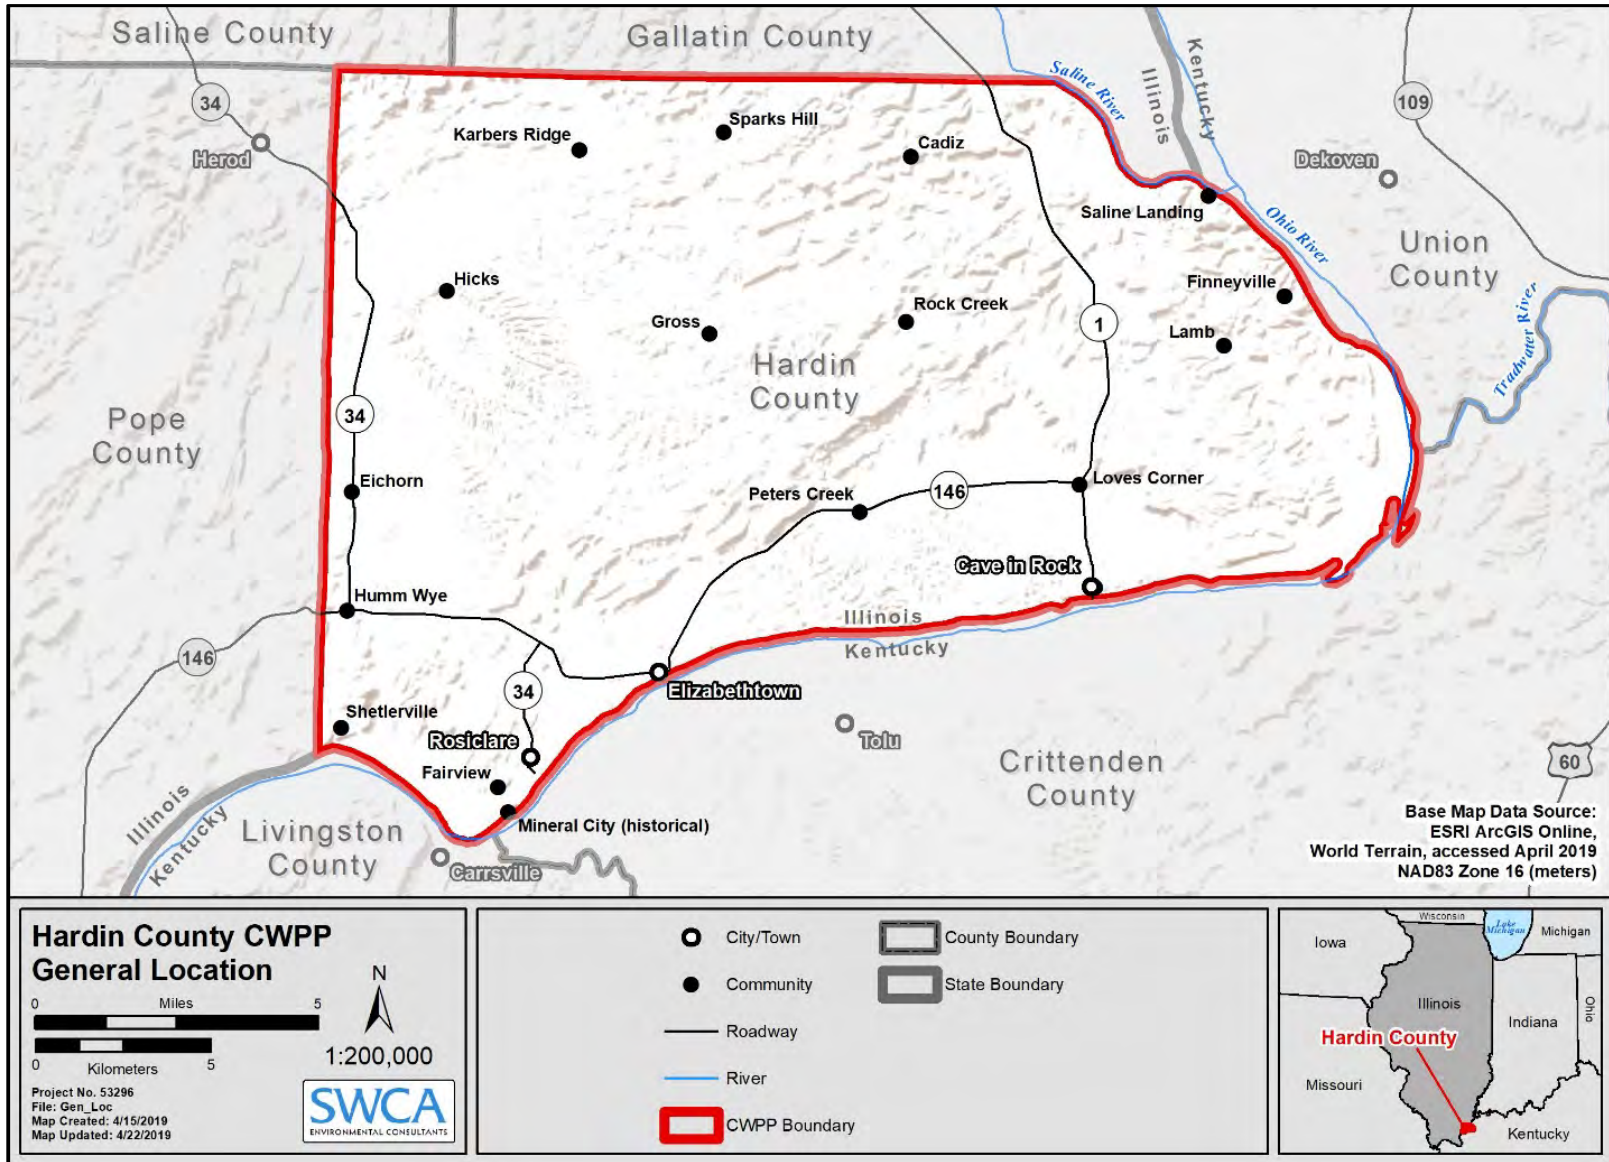 Saline County
Gallatin County
Saline River
Illinois
Kentucky
34
109
Herod
Karbers Ridge
Sparks Hill
Cadiz
Dekoven
Saline Landing
Ohio River
Union
County
Hicks
Finneyville
Gross
Rock Creek
1
Lamb
Tradwater River
Hardin
County
Pope
County
34
Eichorn
Peters Creek
146
Loves Corner
Cave in Rock
Humm Wye
Illinois
Kentucky
146
34
Elizabethtown
Shetlerville
Rosiclare
Tolu
Fairview
Crittenden
County
60
Illinois
Kentucky
Livingston
County
Mineral City (historical)
Carrsville
Base Map Data Source:
ESRI ArcGIS Online,
World Terrain, accessed April 2019
NAD83 Zone 16 (meters)
Hardin County CWPP
General Location
0 Miles 5
0 Kilometers 5
N
1:200,000
Project No. 53296
File: Gen_Loc
Map Created: 4/15/2019
Map Updated: 4/22/2019
SWCA
ENVIRONMENTAL CONSULTANTS
City/Town
Community
Roadway
River
CWPP Boundary
County Boundary
State Boundary
Wisconsin
Lake
Michigan
Michigan
Iowa
Illinois
Indiana
Ohio
Hardin County
Missouri
Kentucky